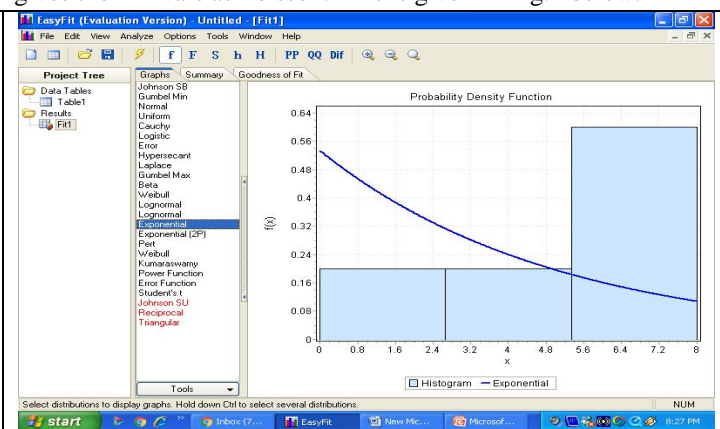 EasyFit (Evaluation Version) - Untitled - [Fit1]
File Edit View Analyze Options Tools Window Help
f F S h H PP QQ Dif
Project Tree
Data Tables
Table1
Results
Fit1
Graphs Summary Goodness of Fit
Johnson SB
Gumbel Min
Normal
Uniform
Cauchy
Logistic
Error
Hypersecant
Laplace
Gumbel Max
Beta
Weibull
Lognormal
Lognormal
Exponential
Exponential (2P)
Pert
Weibull
Kumaraswamy
Power Function
Error Function
Student's t
Johnson SU
Reciprocal
Triangular
Tools
Probability Density Function
f(x)
0.64
0.56
0.48
0.4
0.32
0.24
0.16
0.08
0
0 0.8 1.6 2.4 3.2 4 4.8 5.6 6.4 7.2 8
x
Histogram Exponential
Select distributions to display graphs. Hold down Ctrl to select several distributions.
NUM
start Inbox (7... EasyFit New Mic... Microsof... 8:27 PM